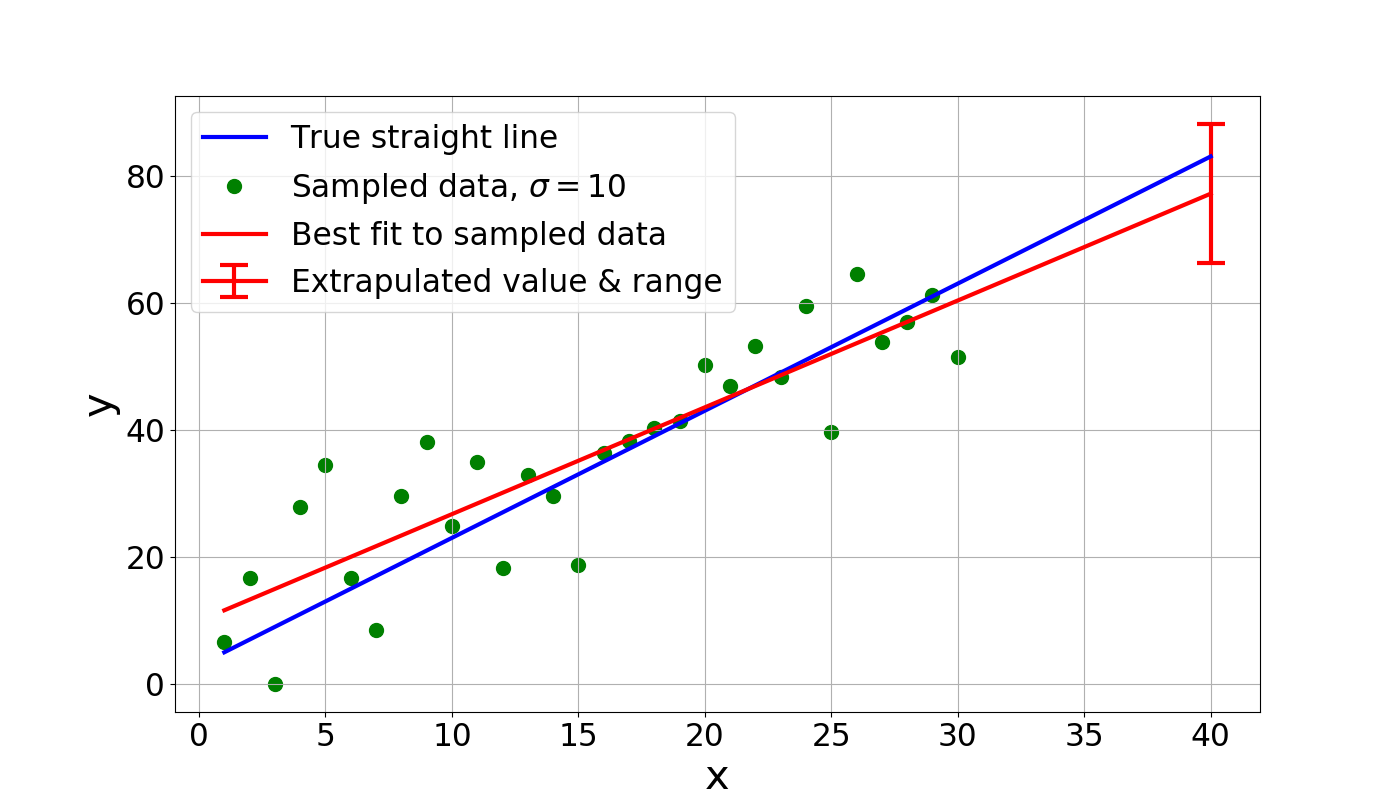 True straight line
Sampled data, σ = 10
Best fit to sampled data
Extrapulated value & range
80
60
40
20
0
y
0 5 10 15 20 25 30 35 40
x